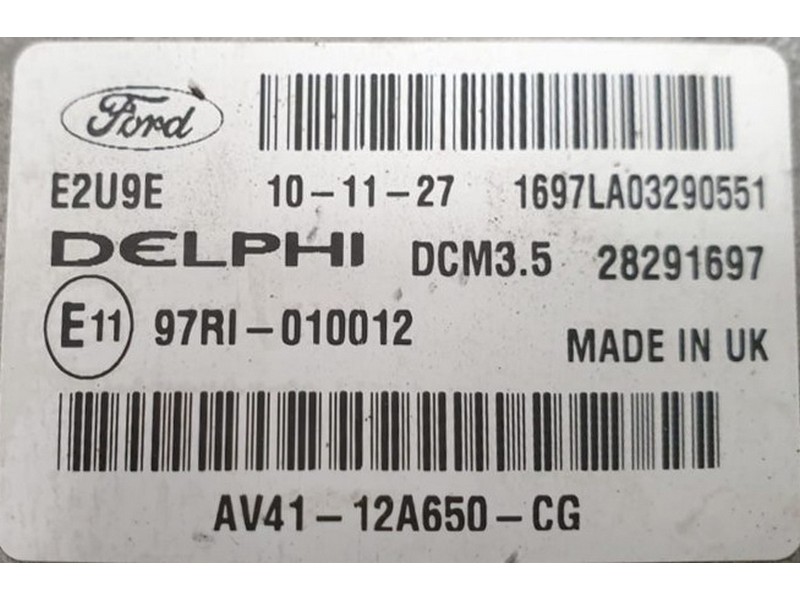 Ford
E2U9E 10-11-27 1697LA03290551
DELPHI DCM3.5 28291697
E11 97RI-010012
MADE IN UK
AV41-12A650-CG